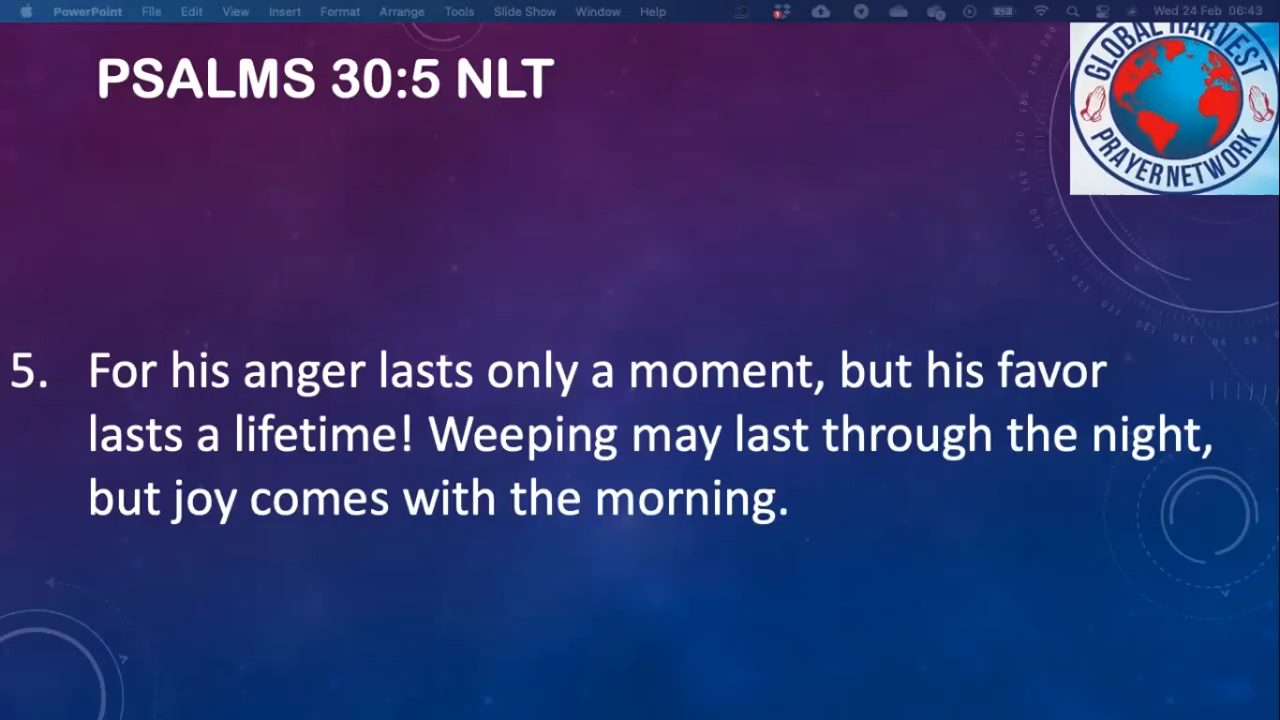 PowerPoint File Edit View Insert Format Arrange Tools Slide Show Window Help Wed 24 Feb 06:43
PSALMS 30:5 NLT
GLOBAL HARVEST
PRAYER NETWORK
5. For his anger lasts only a moment, but his favor
lasts a lifetime! Weeping may last through the night,
but joy comes with the morning.